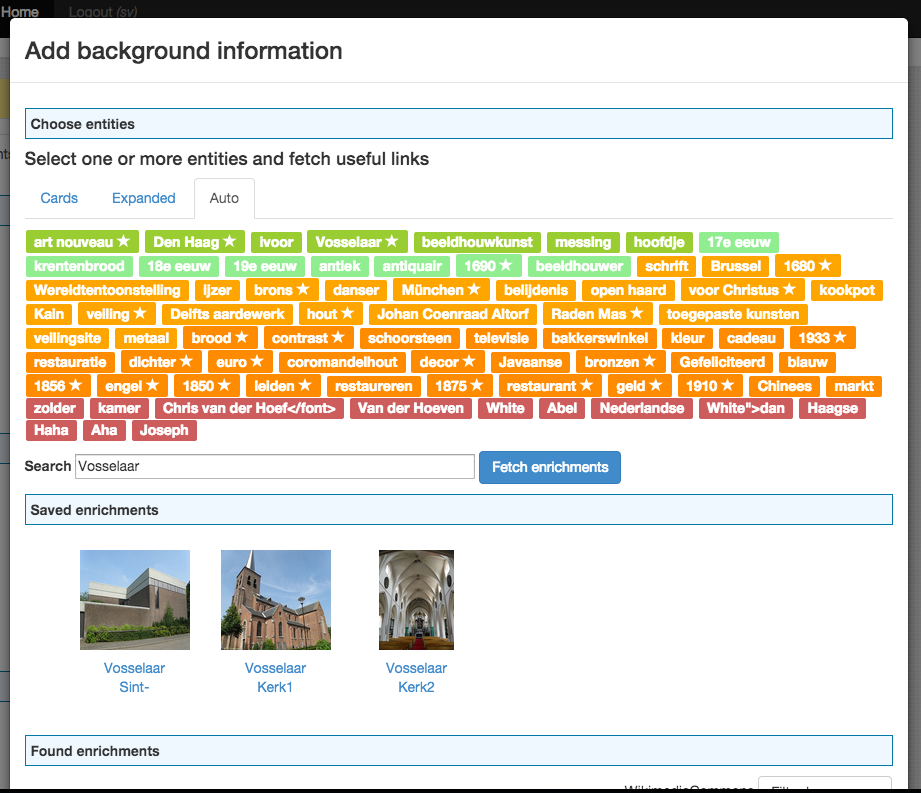 Home Logout (sv)
Add background information
Choose entities
Select one or more entities and fetch useful links
Cards Expanded Auto
art nouveau ★ Den Haag ★ Ivoor Vosselaar ★ beeldhouwkunst messing hoofdje 17e eeuw
krentenbrood 18e eeuw 19e eeuw antiek antiquair 1690 ★ beeldhouwer schrift Brussel 1680 ★
Wereldtentoonstelling ijzer brons ★ danser München ★ belijdenis open haard voor Christus ★ kookpot
Kain veiling ★ Delfts aardewerk hout ★ Johan Coenraad Altorf Raden Mas ★ toegepaste kunsten
veilingsite metaal brood ★ contrast ★ schoorsteen televisie bakkerswinkel kleur cadeau 1933 ★
restauratie dichter ★ euro ★ coromandelhout decor ★ Javaanse bronzen ★ Gefeliciteerd blauw
1856 ★ engel ★ 1850 ★ leiden ★ restaureren 1875 ★ restaurant ★ geld ★ 1910 ★ Chinees markt
zolder kamer Chris van der Hoef</font> Van der Hoeven White Abel Nederlandse White">dan Haagse
Haha Aha Joseph
Search Vosselaar Fetch enrichments
Saved enrichments
Vosselaar Vosselaar Vosselaar
Sint- Kerk1 Kerk2
Found enrichments
WikimediaCommons